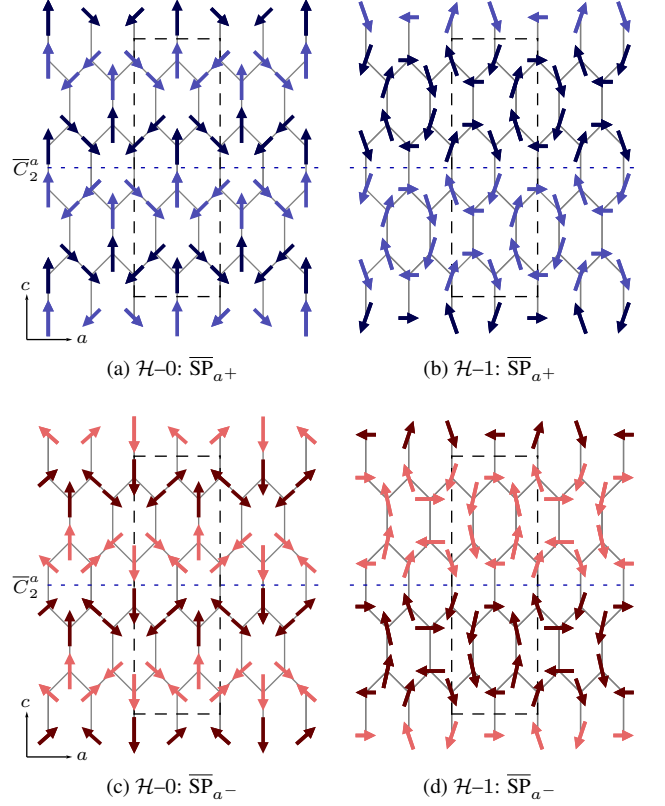 C̅₂ᵃ
c
a
(a) ℋ–0: S̅P̅ₐ₊
(b) ℋ–1: S̅P̅ₐ₊
C̅₂ᵃ
c
a
(c) ℋ–0: S̅P̅ₐ₋
(d) ℋ–1: S̅P̅ₐ₋